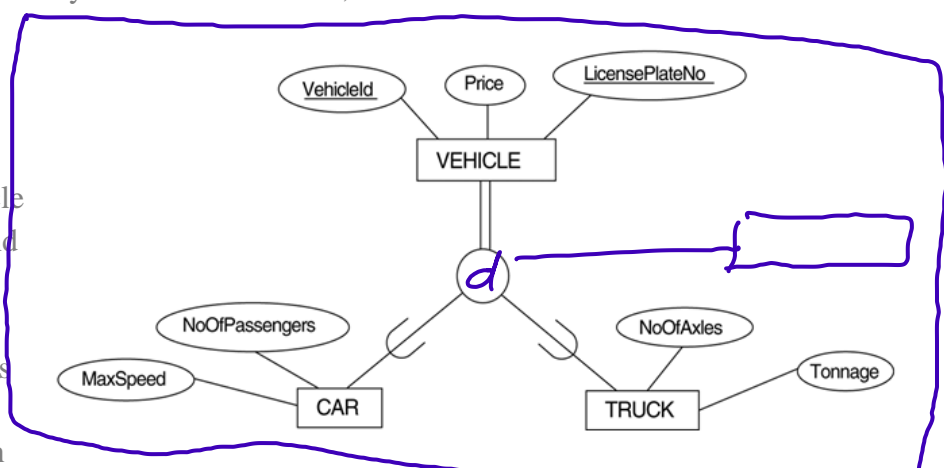 VehicleId
Price
LicensePlateNo
VEHICLE
d
NoOfPassengers
NoOfAxles
MaxSpeed
Tonnage
CAR
TRUCK